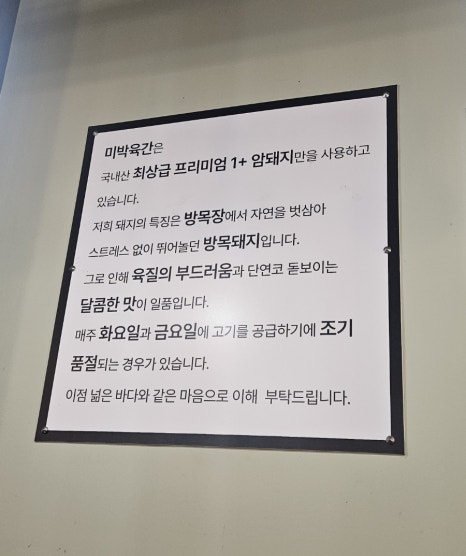 미박육간은
국내산 최상급 프리미엄 1+ 암돼지만을 사용하고
있습니다.
저희 돼지의 특징은 방목장에서 자연을 벗삼아
스트레스 없이 뛰어놀던 방목돼지입니다.
그로 인해 육질의 부드러움과 단연코 돋보이는
달콤한 맛이 일품입니다.
매주 화요일과 금요일에 고기를 공급하기에 조기
품절되는 경우가 있습니다.
이점 넓은 바다와 같은 마음으로 이해 부탁드립니다.